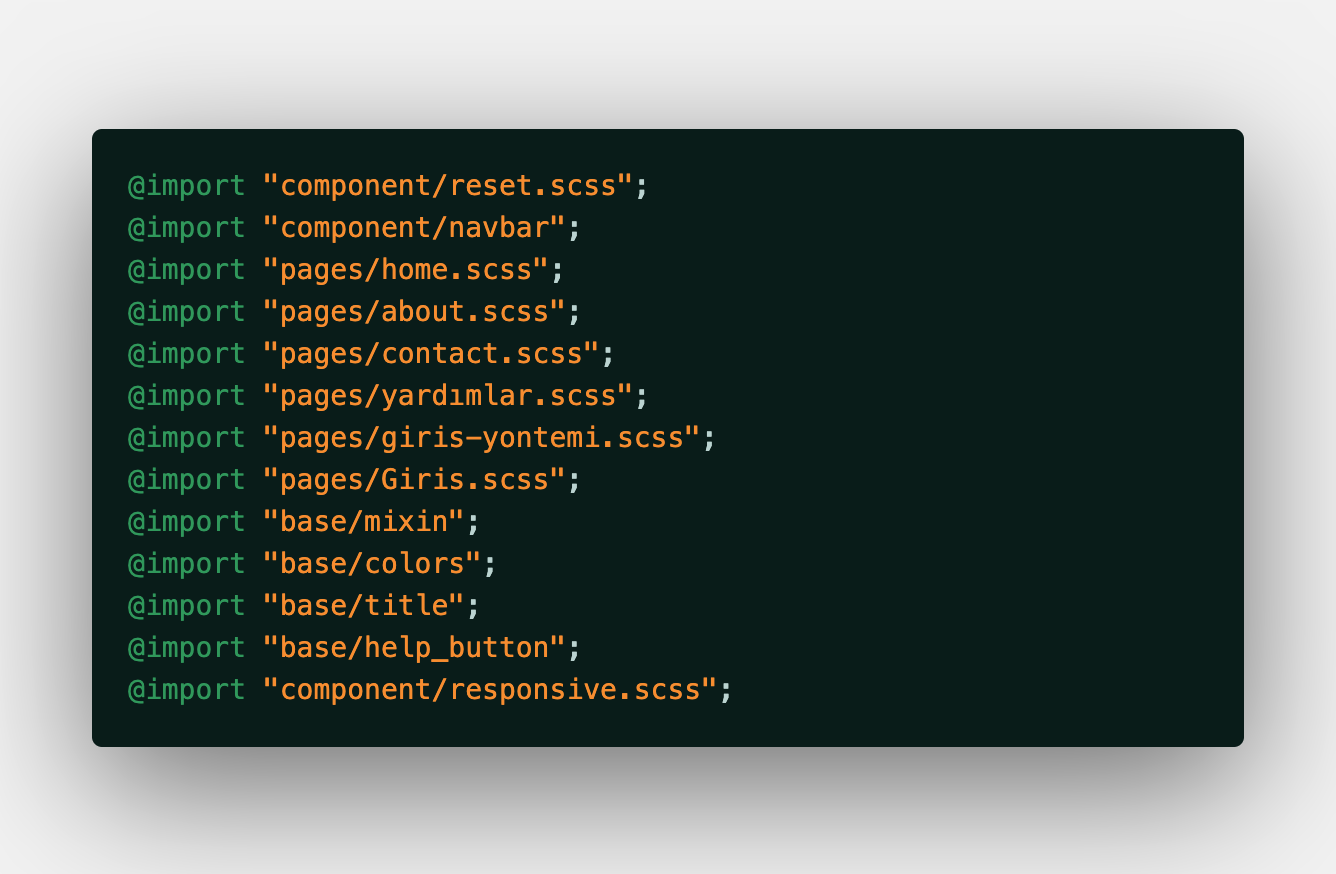 @import "component/reset.scss";
@import "component/navbar";
@import "pages/home.scss";
@import "pages/about.scss";
@import "pages/contact.scss";
@import "pages/yardımlar.scss";
@import "pages/giris-yontemi.scss";
@import "pages/Giris.scss";
@import "base/mixin";
@import "base/colors";
@import "base/title";
@import "base/help_button";
@import "component/responsive.scss";